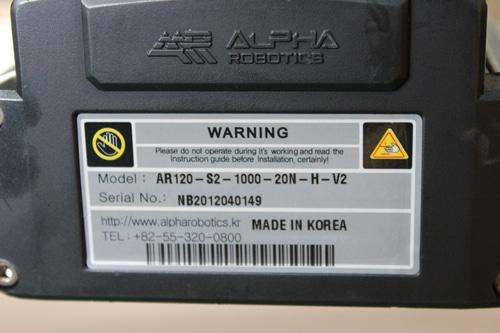 ALPHA
ROBOTICS
WARNING
Please do not operate during it's working and read the
Instruction guide before Installation, certainly!
Model : AR120-S2-1000-20N-H-V2
Serial No.: NB2012040149
http://www.alpharobotics.kr MADE IN KOREA
TEL : +82-55-320-0800